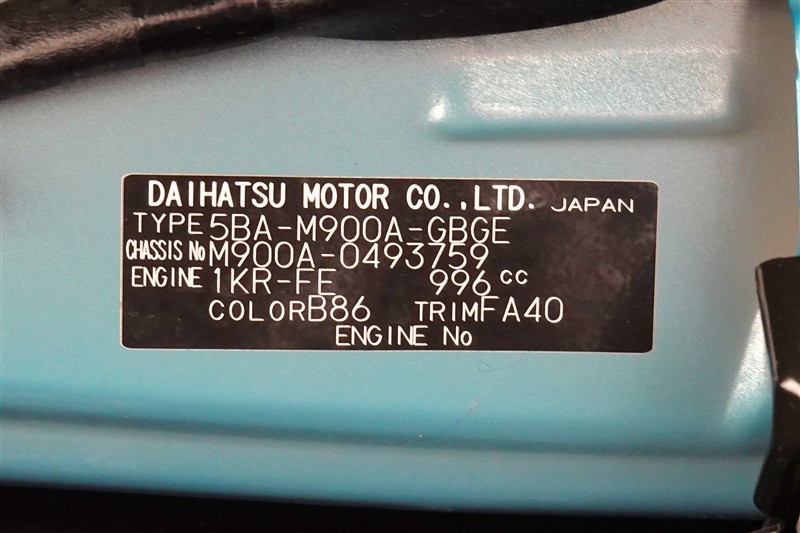 DAIHATSU MOTOR CO.,LTD. JAPAN
TYPE 5BA-M900A-GBGE
CHASSIS No M900A-0493759
ENGINE 1KR-FE 996 cc
COLOR B86 TRIM FA40
ENGINE No